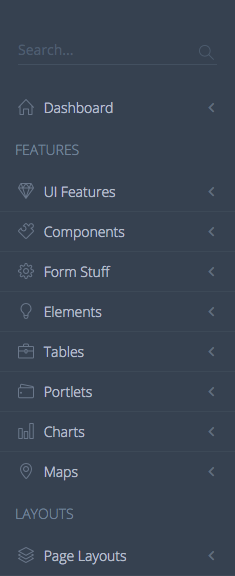 Search...
Dashboard
FEATURES
UI Features
Components
Form Stuff
Elements
Tables
Portlets
Charts
Maps
LAYOUTS
Page Layouts